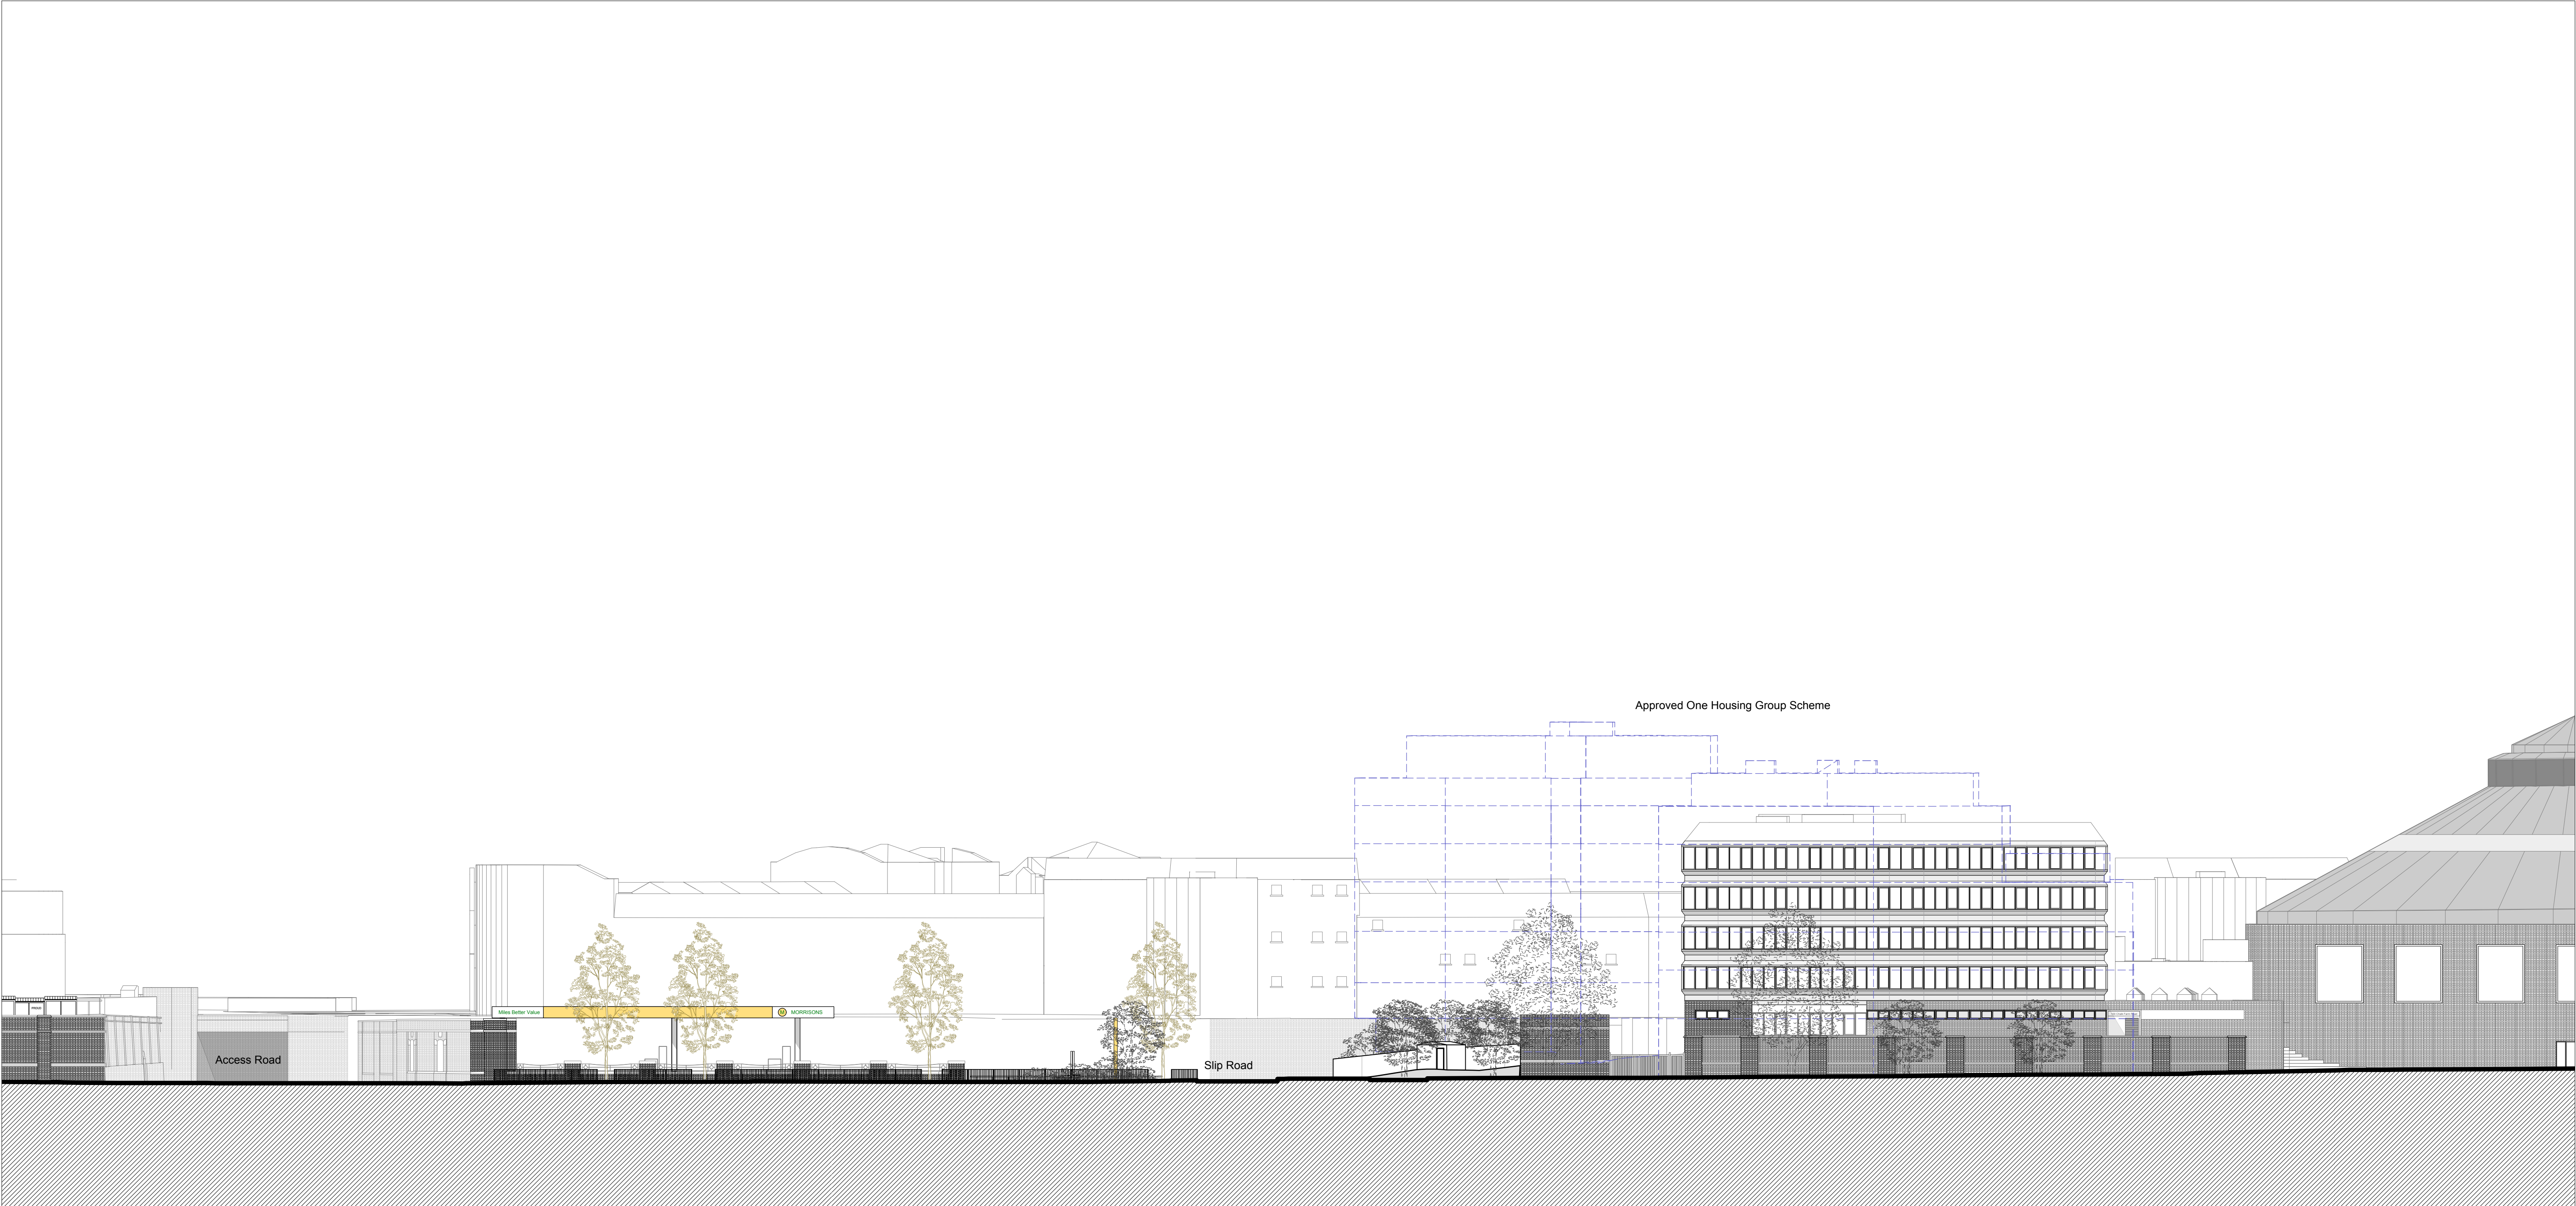 Approved One Housing Group Scheme
Miles Better Value M MORRISONS
Access Road
Slip Road